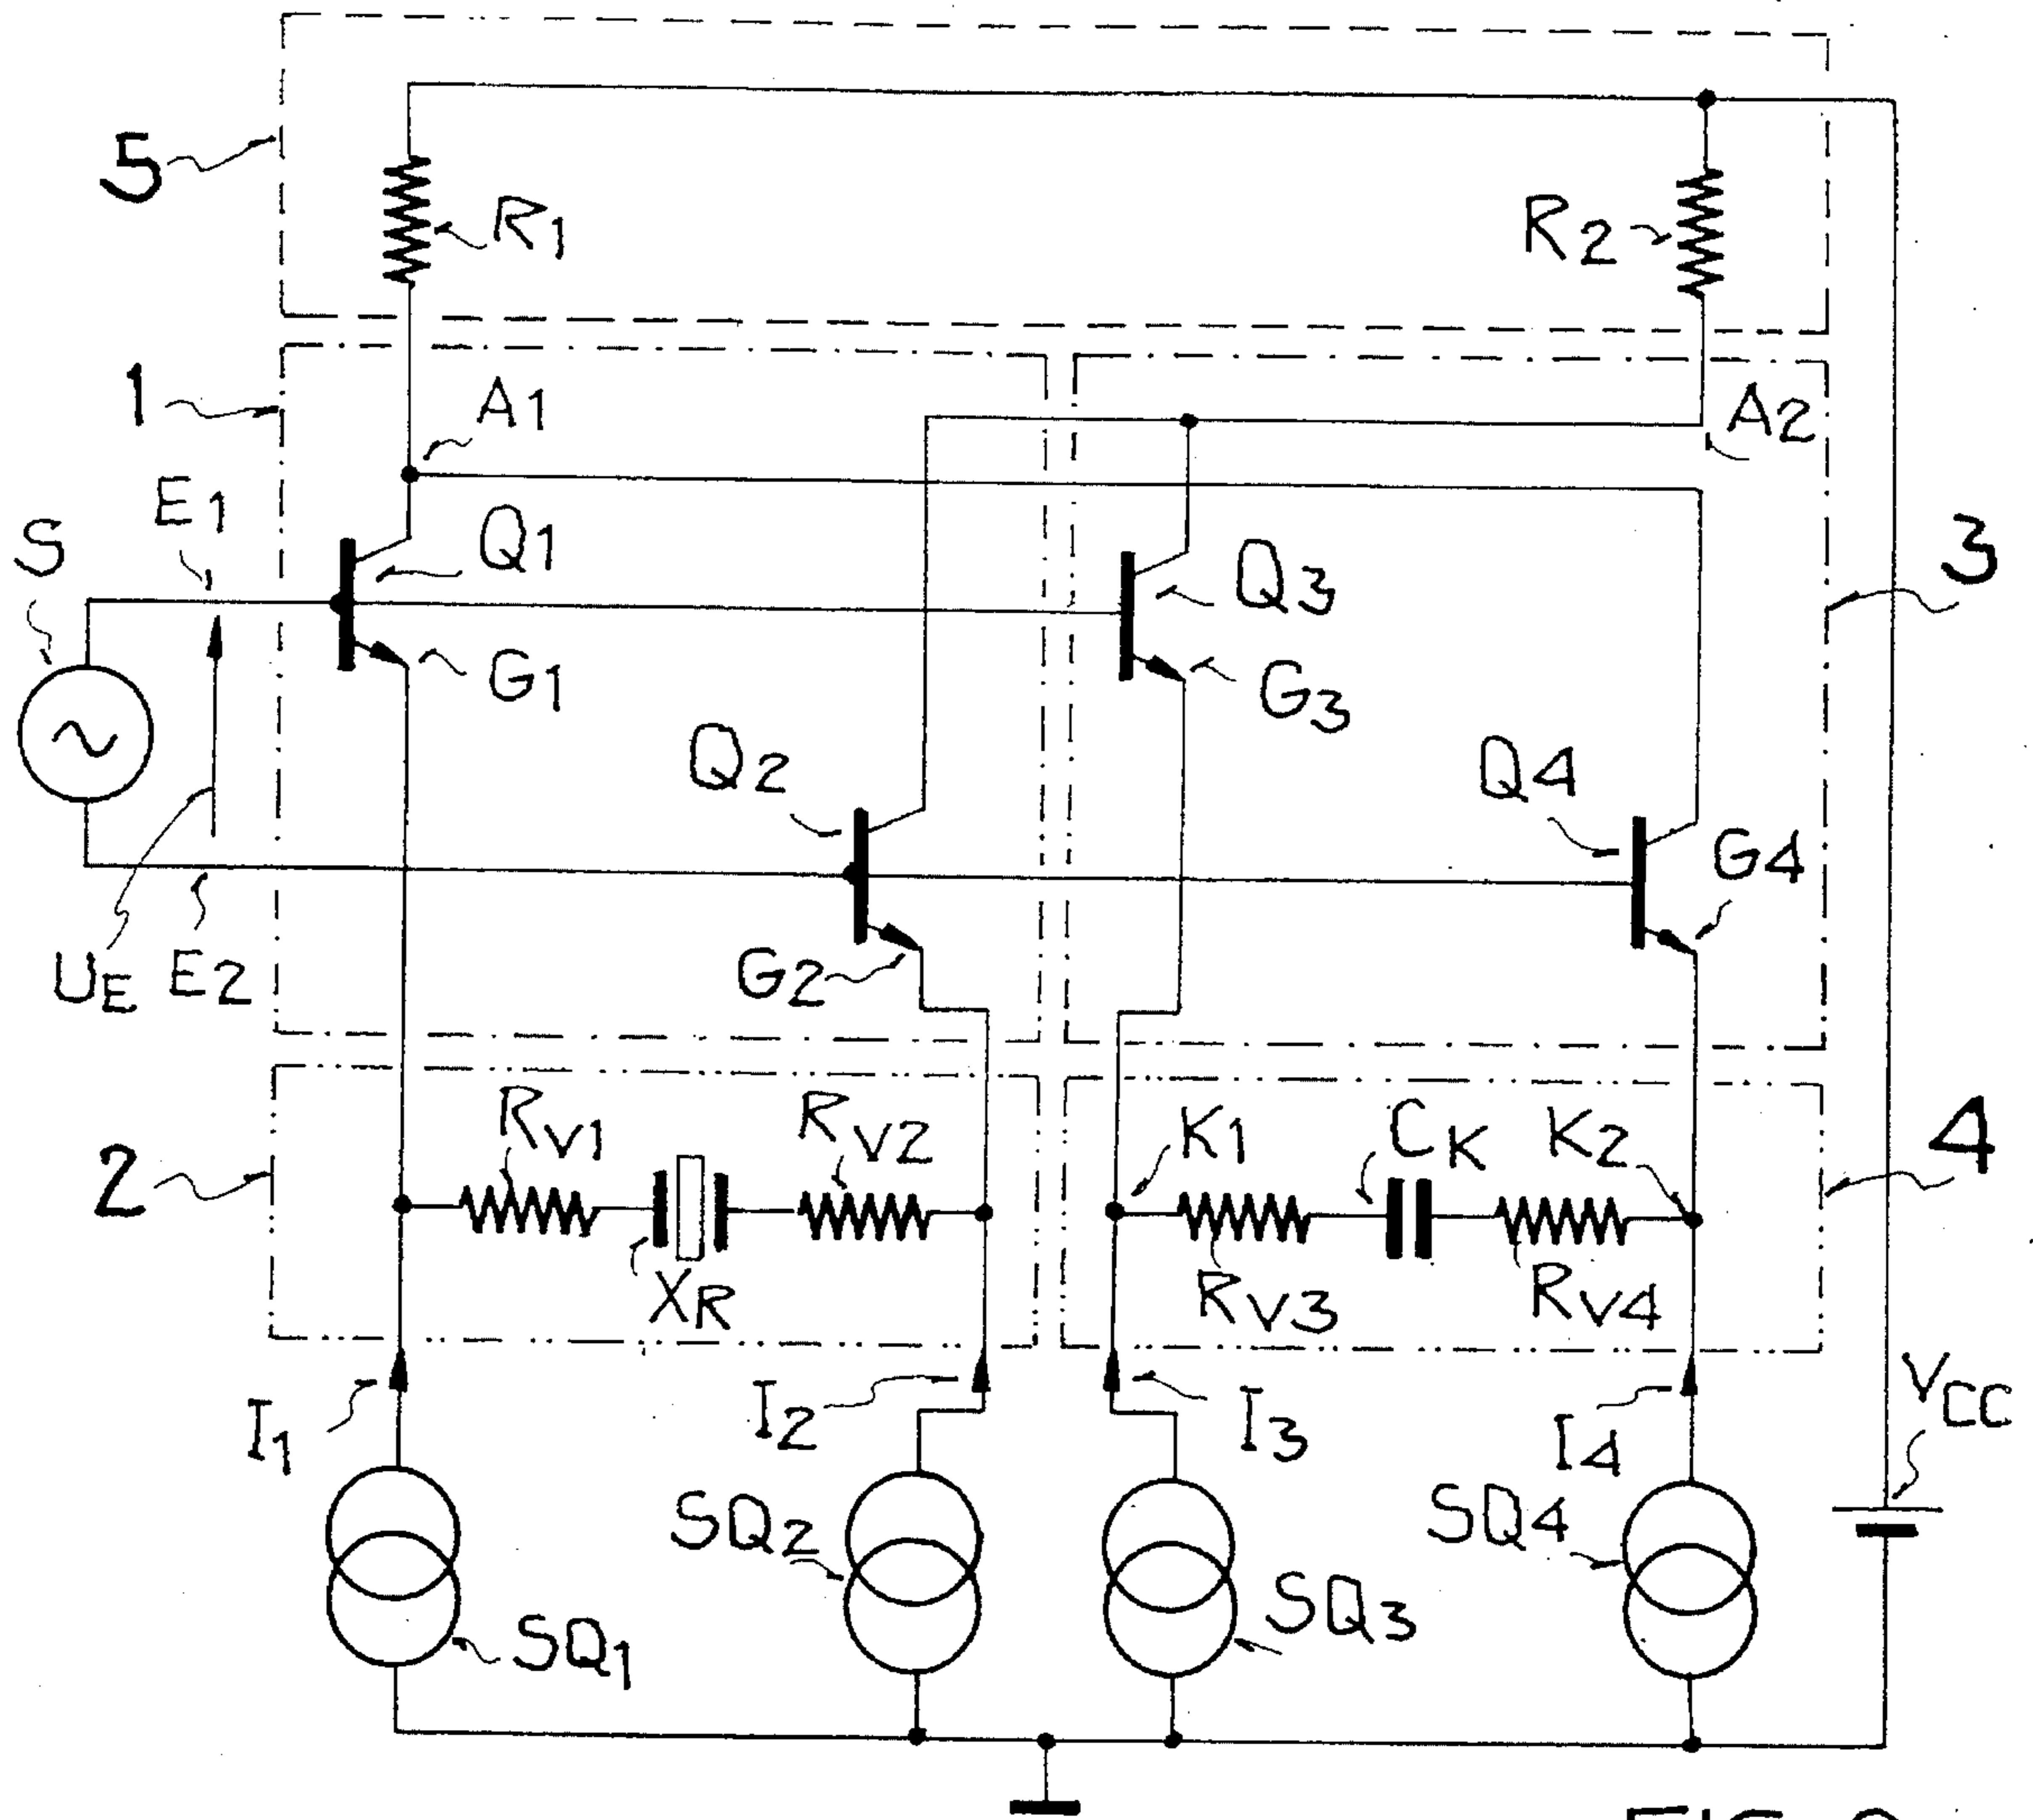 5
R1
R2
1
A1
A2
E1
S
Q1
Q3
3
G1
G3
Q2
Q4
G4
UE
E2
G2
2
RV1
RV2
K1
CK
K2
4
XR
RV3
RV4
I1
I2
I3
I4
VCC
SQ2
SQ4
SQ1
SQ3